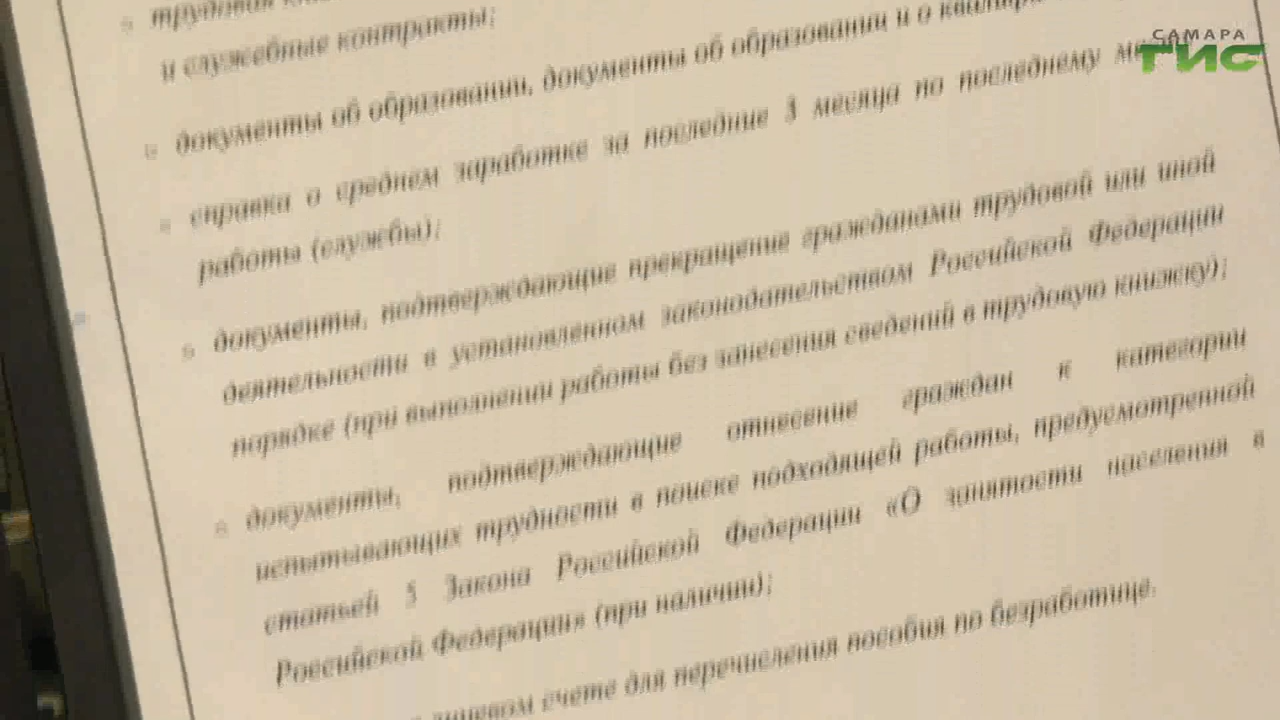 САМАРА
ГИС
трудовая
и служебные контракты;
документы об образовании, документы об образовании и о
справка о среднем заработке за последние 3 месяца по последнему
работы (службы);
документы, подтверждающие прекращение гражданами трудовой или иной
деятельности в установленном законодательством Российской Федерации
порядке (при выполнении работы без занесения сведений в трудовую книжку);
документы, подтверждающие отнесение граждан к категории
испытывающих трудности в поиске подходящей работы, предусмотренной
статьей 5 Закона Российской Федерации «О занятости населения в
Российской Федерации» (при наличии);
лицевом счете для перечисления пособия по безработице.